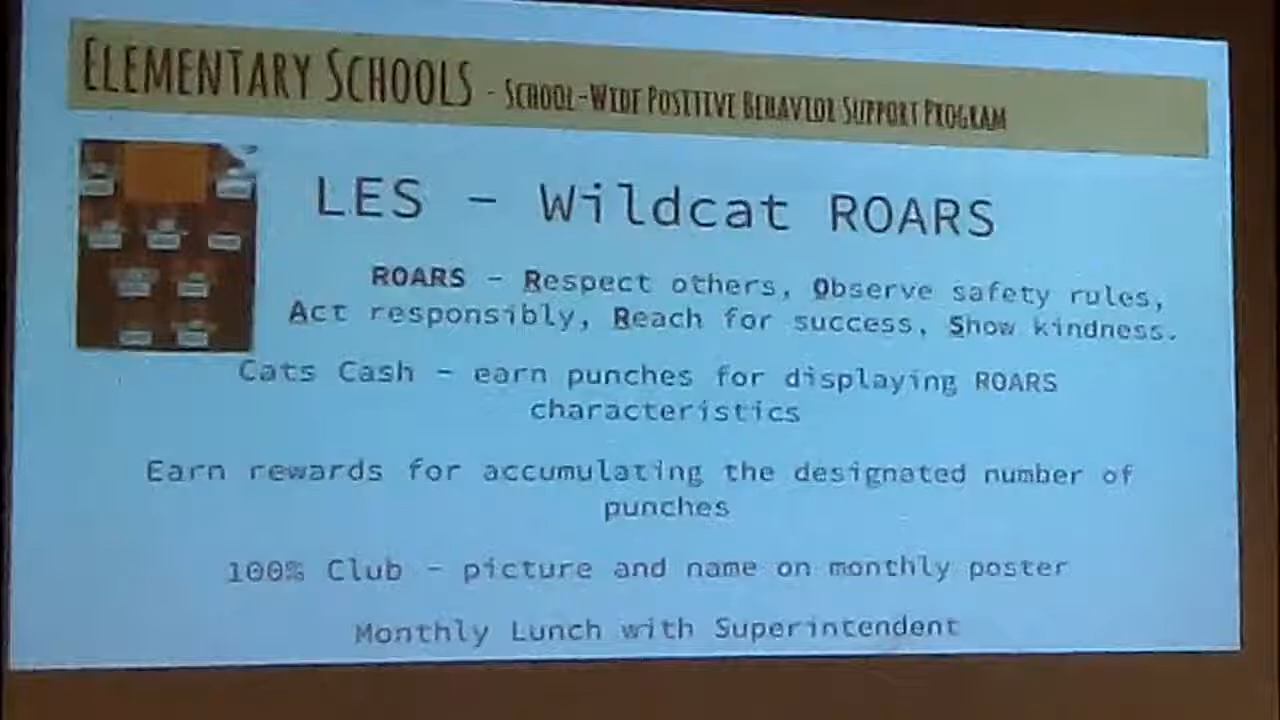 ELEMENTARY SCHOOLS - SCHOOL-WIDE POSITIVE BEHAVIOR SUPPORT PROGRAM
LES – Wildcat ROARS
ROARS – Respect others, Observe safety rules,
Act responsibly, Reach for success, Show kindness.
Cats Cash – earn punches for displaying ROARS
characteristics
Earn rewards for accumulating the designated number of
punches
100% Club – picture and name on monthly poster
Monthly Lunch with Superintendent